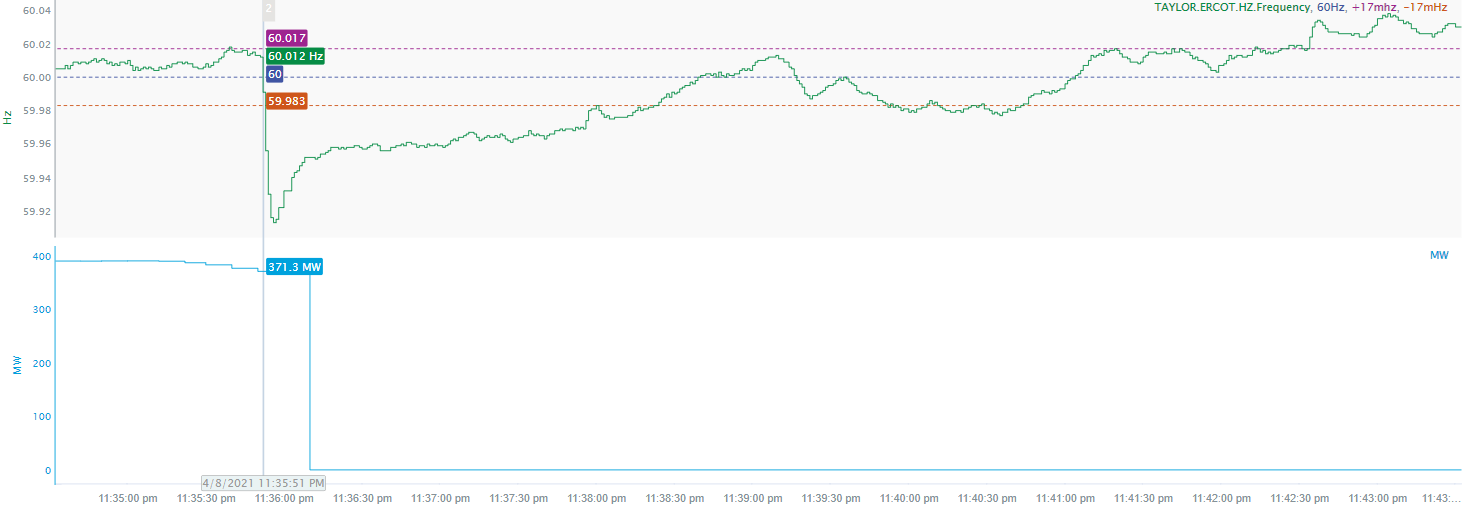 2
TAYLOR.ERCOT.HZ.Frequency, 60Hz, +17mhz, −17mHz
60.04
60.02
60.00
59.98
59.96
59.94
59.92
Hz
60.017
60.012 Hz
60
59.983
MW
400
300
200
100
0
MW
371.3 MW
4/8/2021 11:35:51 PM
11:35:00 pm 11:35:30 pm 11:36:00 pm 11:36:30 pm 11:37:00 pm 11:37:30 pm 11:38:00 pm 11:38:30 pm 11:39:00 pm 11:39:30 pm 11:40:00 pm 11:40:30 pm 11:41:00 pm 11:41:30 pm 11:42:00 pm 11:42:30 pm 11:43:00 pm 11:43:...